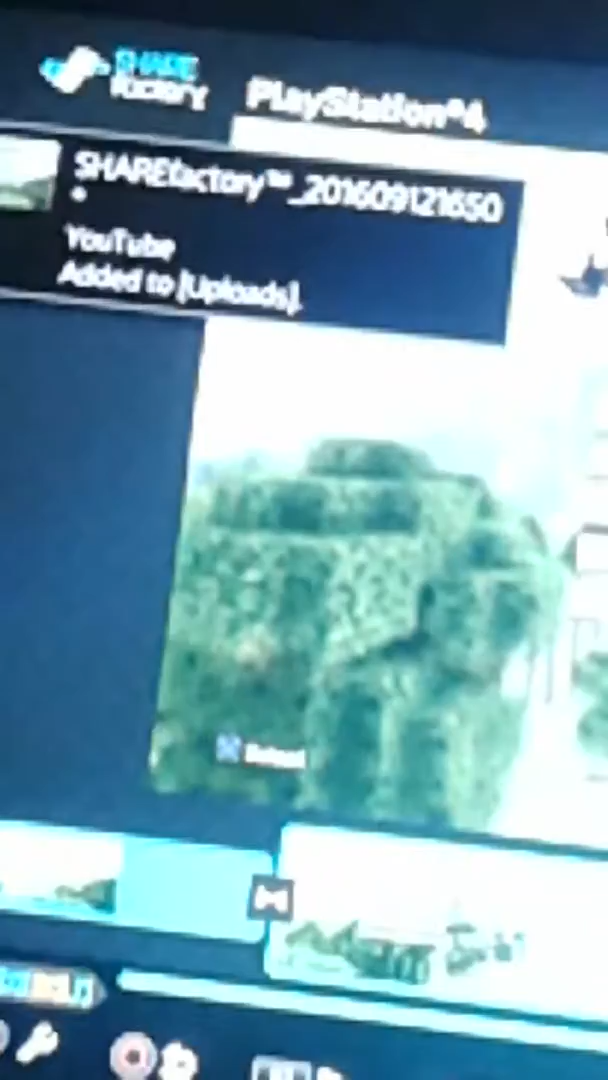 SHARE
factory
PlayStation®4
SHAREfactory™_201609121650
YouTube
Added to [Uploads].